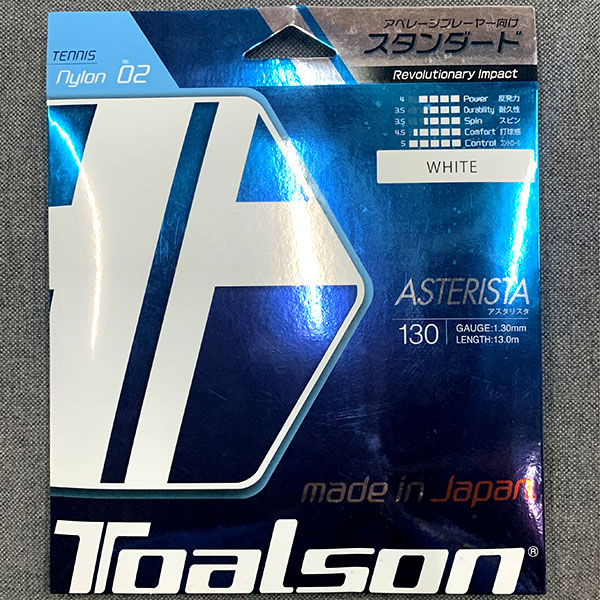 アベレージプレーヤー向け
スタンダード
Revolutionary Impact
TENNIS
nylon No. 02
4 Power 反発力
3.5 Durability 耐久性
3.5 Spin スピン
4.5 Comfort 打球感
5 Control コントロール
WHITE
ASTERISTA
アスタリスタ
130
GAUGE:1.30mm
LENGTH:13.0m
made in Japan
Toalson®